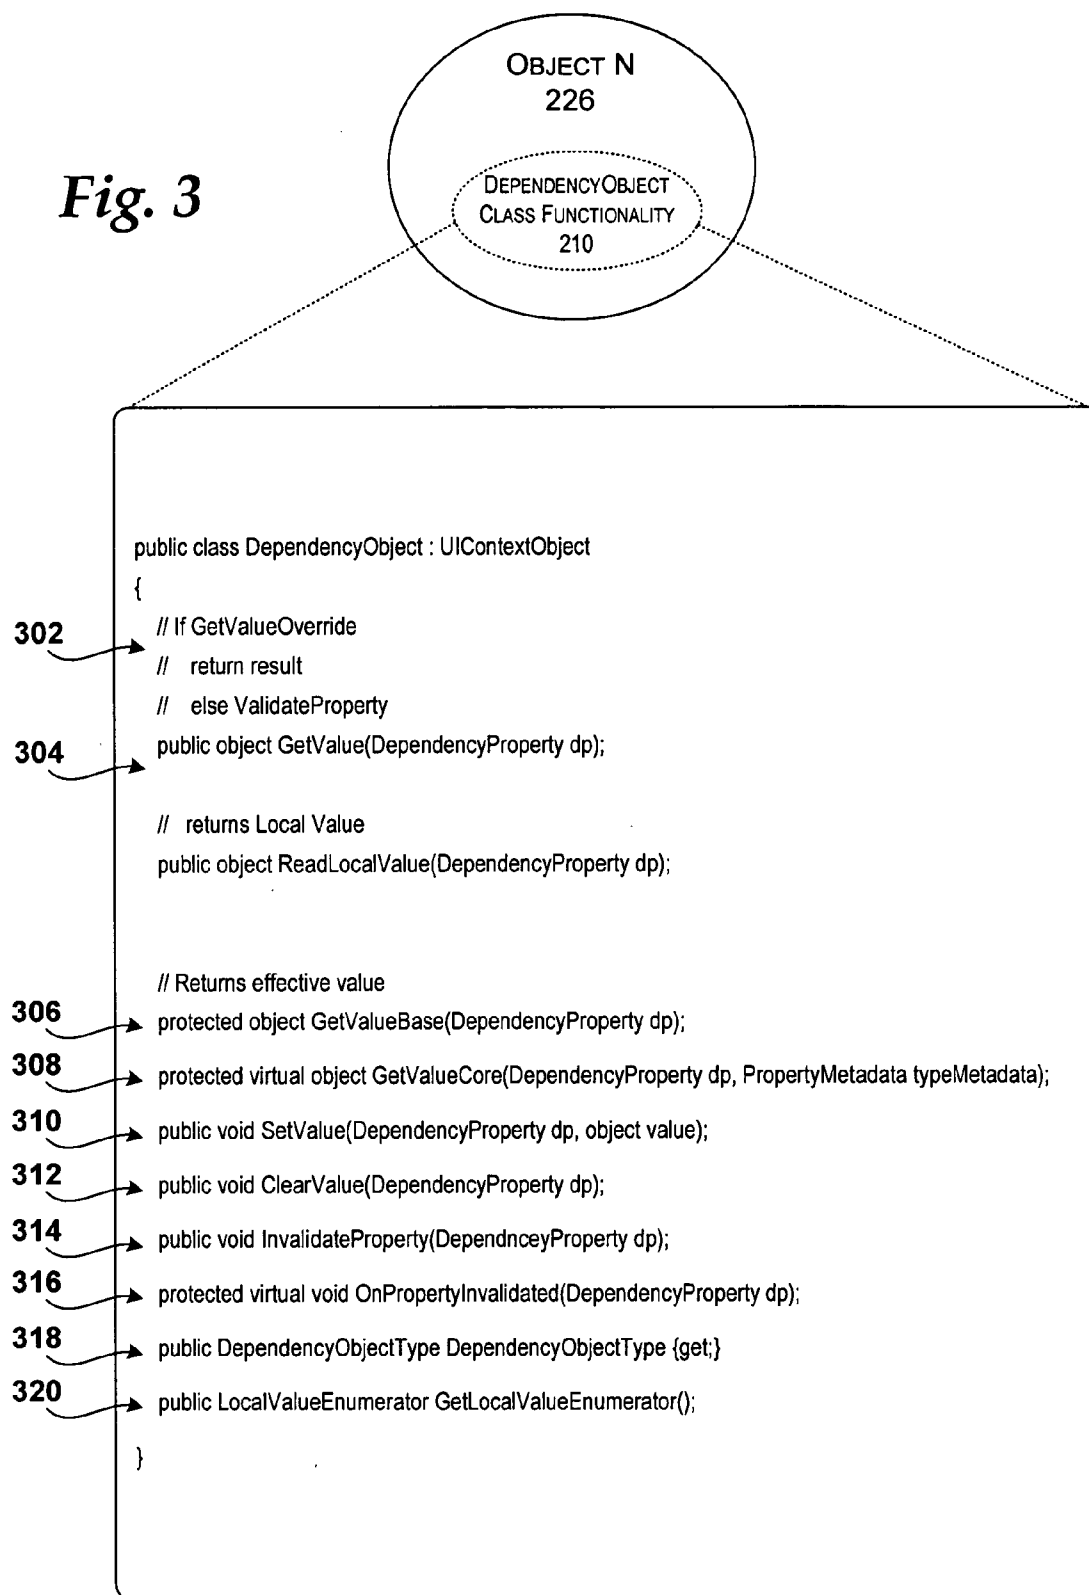 OBJECT N
226
Fig. 3
DEPENDENCYOBJECT
CLASS FUNCTIONALITY
210
public class DependencyObject : UIContextObject
{
302
// If GetValueOverride
// return result
// else ValidateProperty
304
public object GetValue(DependencyProperty dp);
// returns Local Value
public object ReadLocalValue(DependencyProperty dp);
// Returns effective value
306
protected object GetValueBase(DependencyProperty dp);
308
protected virtual object GetValueCore(DependencyProperty dp, PropertyMetadata typeMetadata);
310
public void SetValue(DependencyProperty dp, object value);
312
public void ClearValue(DependencyProperty dp);
314
public void InvalidateProperty(DependnceyProperty dp);
316
protected virtual void OnPropertyInvalidated(DependencyProperty dp);
318
public DependencyObjectType DependencyObjectType {get;}
320
public LocalValueEnumerator GetLocalValueEnumerator();
}